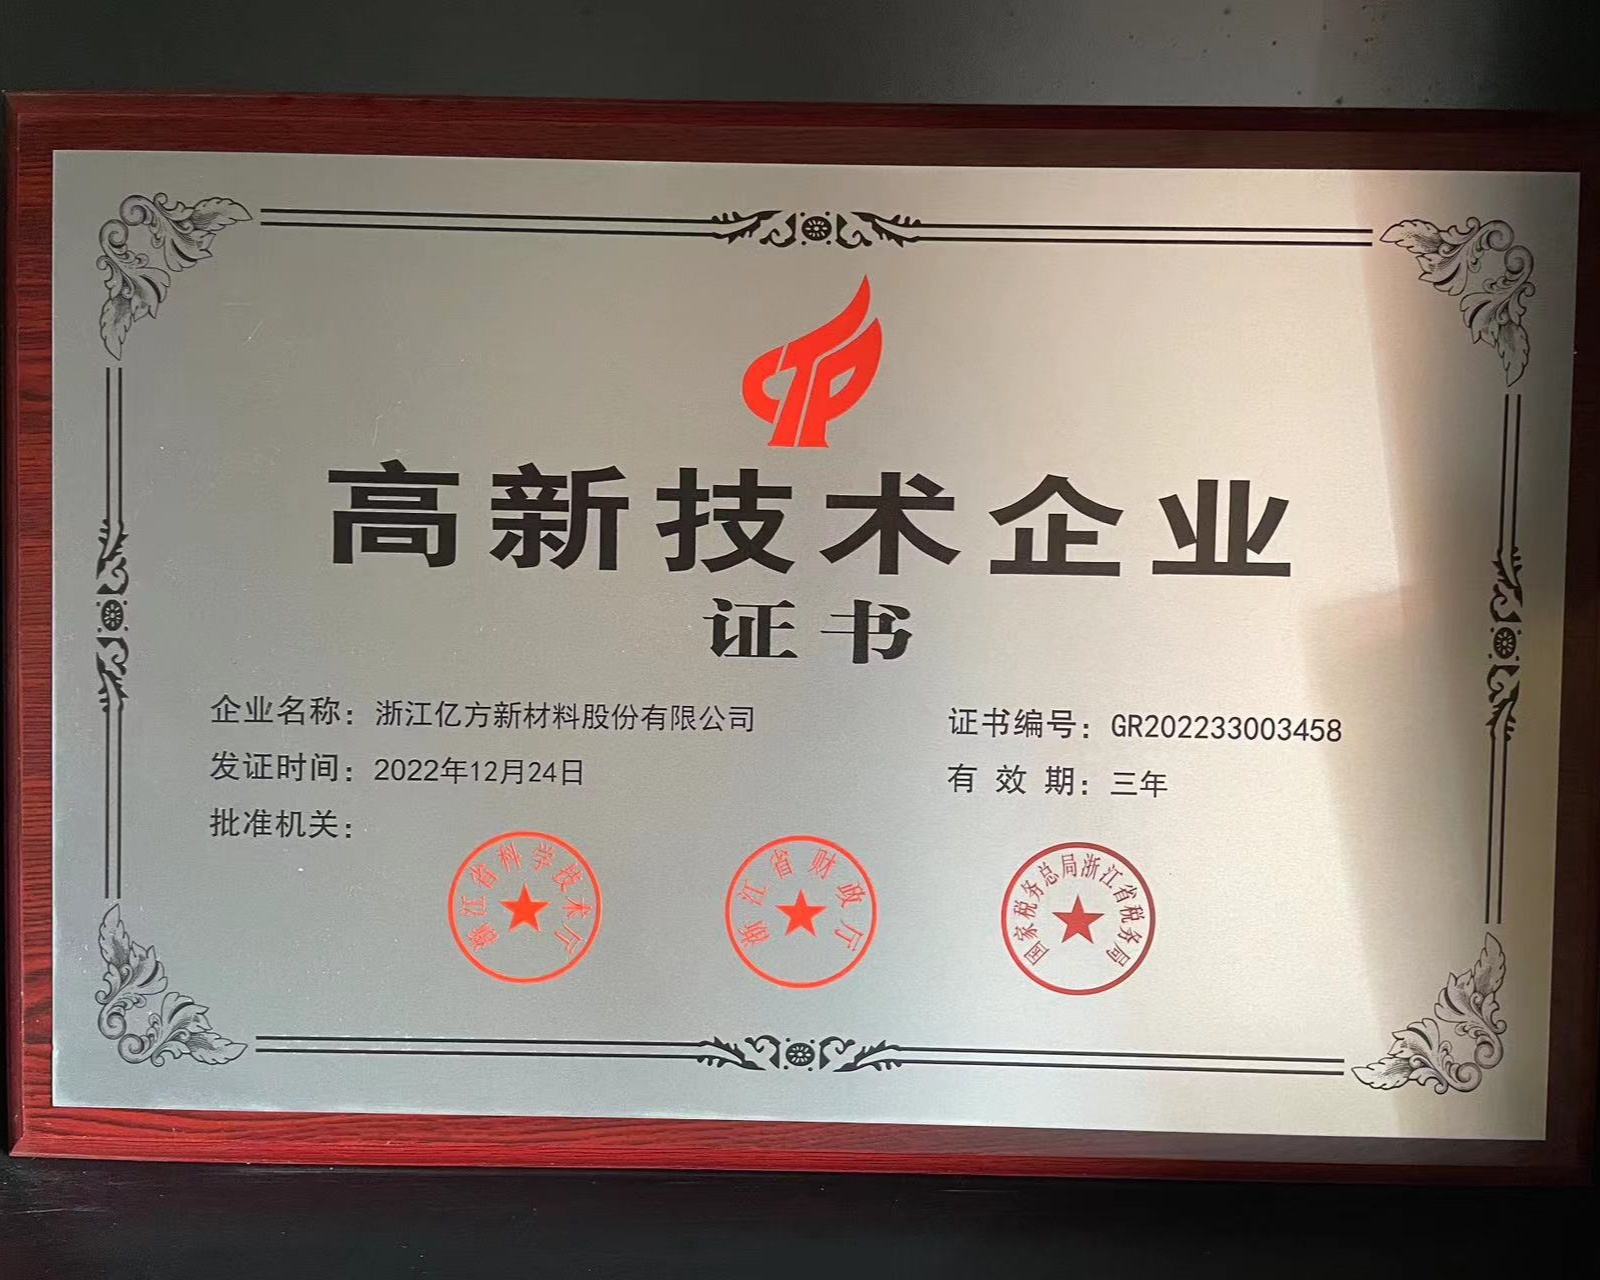 高新技术企业
证书
企业名称：浙江亿方新材料股份有限公司
证书编号：GR202233003458
发证时间：2022年12月24日
有效期：三年
批准机关：
浙江省科学技术厅
浙江省财政厅
国家税务总局浙江省税务局